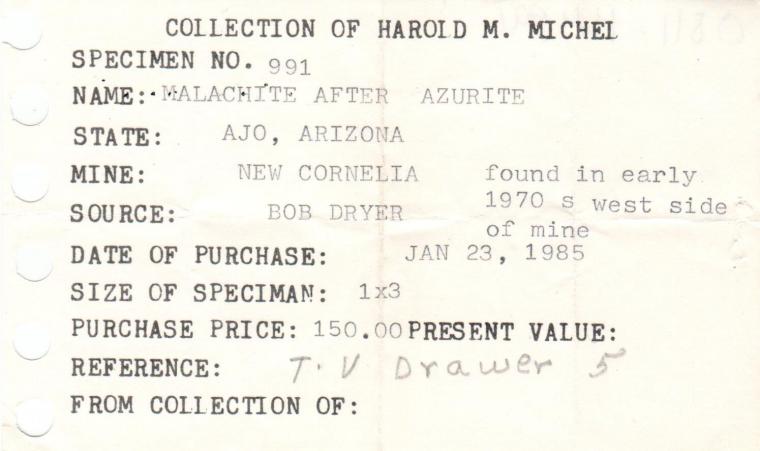 COLLECTION OF HAROLD M. MICHEL
SPECIMEN NO. 991
NAME: MALACHITE AFTER AZURITE
STATE: AJO, ARIZONA
MINE: NEW CORNELIA found in early
1970 s west side
SOURCE: BOB DRYER
of mine
DATE OF PURCHASE: JAN 23, 1985
SIZE OF SPECIMAN: 1x3
PURCHASE PRICE: 150.00 PRESENT VALUE:
REFERENCE: T.V Drawer 5
FROM COLLECTION OF: